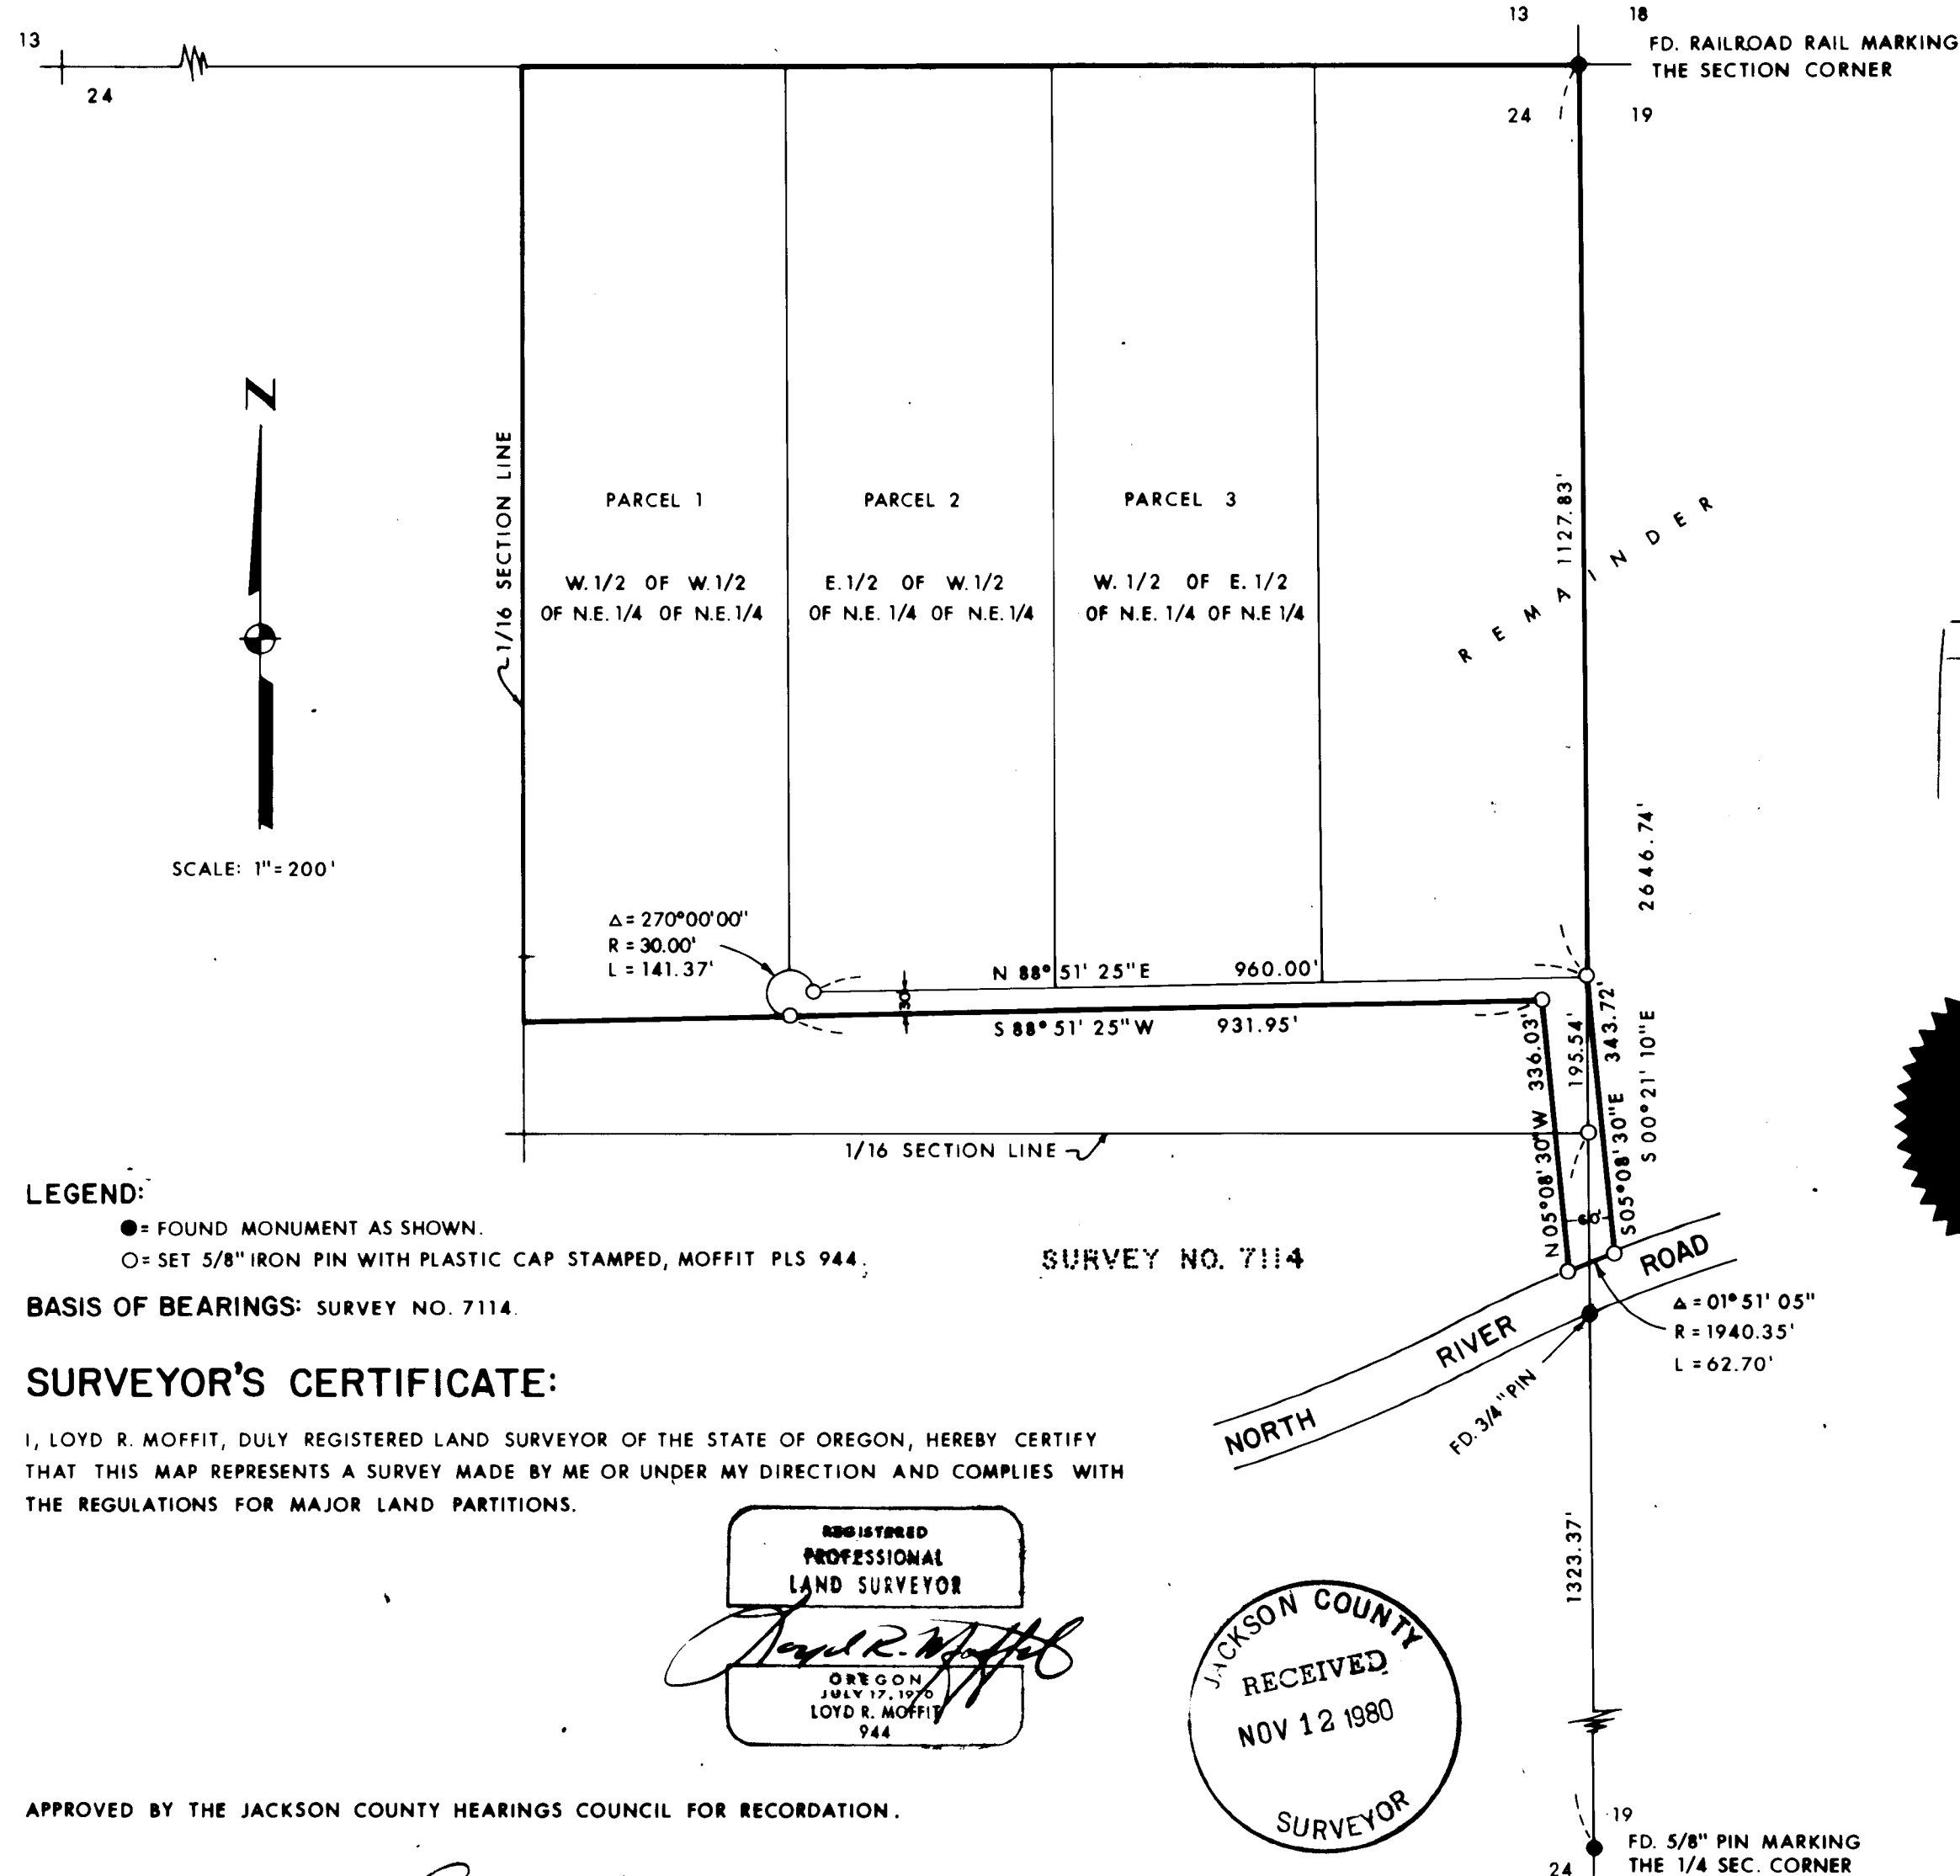 13
24
13
18
FD. RAILROAD RAIL MARKING
THE SECTION CORNER
24
19
N
SCALE: 1"=200'
1/16 SECTION LINE
PARCEL 1
W.1/2 OF W.1/2
OF N.E.1/4 OF N.E.1/4
PARCEL 2
E.1/2 OF W.1/2
OF N.E. 1/4 OF N.E. 1/4
PARCEL 3
W. 1/2 OF E. 1/2
OF N.E. 1/4 OF N.E 1/4
REMAINDER
1127.83'
2646.74'
S 00°21' 10"E
Δ= 270°00'00"
R = 30.00'
L = 141.37'
N 88° 51' 25"E 960.00'
30'
S 88° 51' 25" W 931.95'
N 05°08'30"W 336.03'
195.54'
S05°08'30"E 343.72'
60'
1/16 SECTION LINE
LEGEND:
●= FOUND MONUMENT AS SHOWN.
○= SET 5/8" IRON PIN WITH PLASTIC CAP STAMPED, MOFFIT PLS 944.
SURVEY NO. 7114
BASIS OF BEARINGS: SURVEY NO. 7114.
NORTH RIVER ROAD
FD. 3/4" PIN
Δ = 01° 51' 05"
R = 1940.35'
L = 62.70'
SURVEYOR'S CERTIFICATE:
I, LOYD R. MOFFIT, DULY REGISTERED LAND SURVEYOR OF THE STATE OF OREGON, HEREBY CERTIFY
THAT THIS MAP REPRESENTS A SURVEY MADE BY ME OR UNDER MY DIRECTION AND COMPLIES WITH
THE REGULATIONS FOR MAJOR LAND PARTITIONS.
REGISTERED
PROFESSIONAL
LAND SURVEYOR
Loyd R. Moffit
OREGON
JULY 17, 1970
LOYD R. MOFFIT
944
JACKSON COUNTY
RECEIVED
NOV 12 1980
SURVEYOR
1323.37'
APPROVED BY THE JACKSON COUNTY HEARINGS COUNCIL FOR RECORDATION.
19
24
FD. 5/8" PIN MARKING
THE 1/4 SEC. CORNER